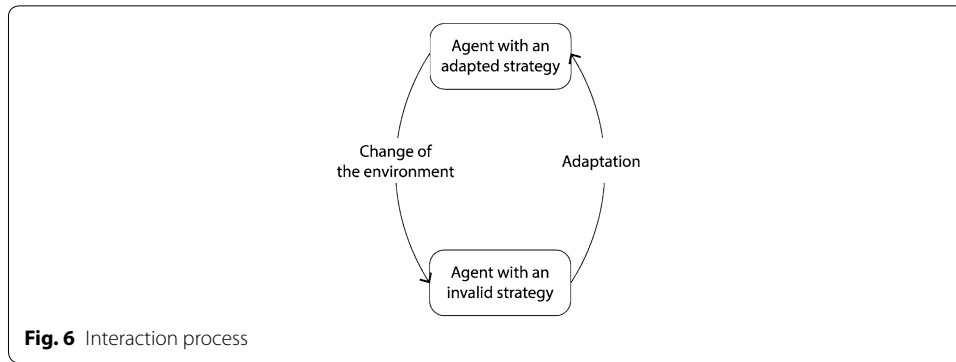 Agent with an
adapted strategy
Change of
the environment
Adaptation
Agent with an
invalid strategy
Fig. 6 Interaction process